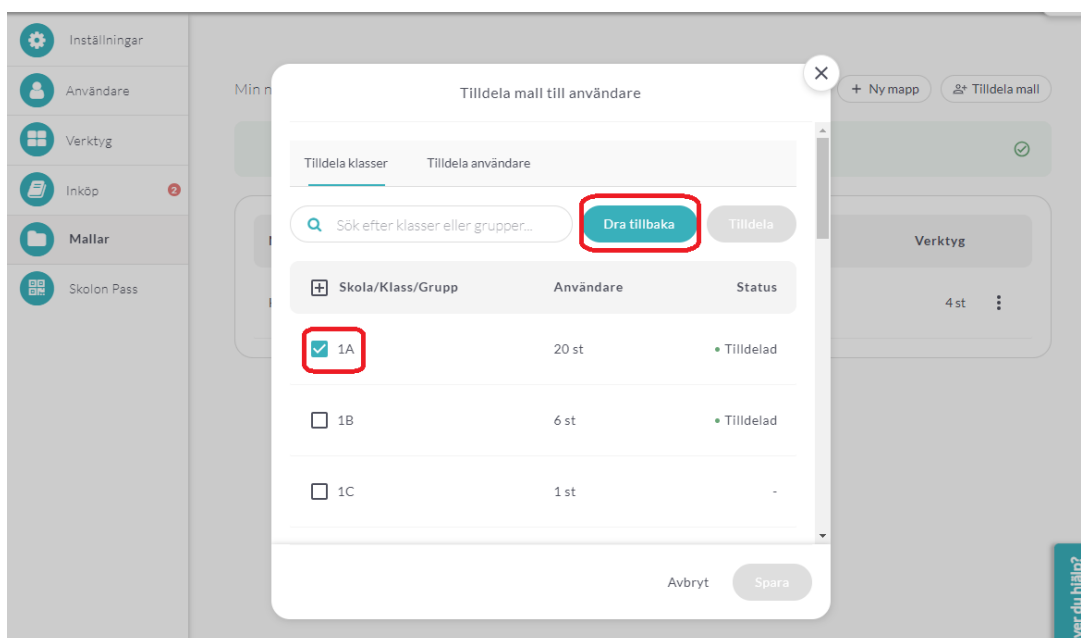 Inställningar
Användare
Verktyg
Inköp 2
Mallar
Skolon Pass
Min n
+ Ny mapp
Tilldela mall
Verktyg
4 st
Tilldela mall till användare
Tilldela klasser Tilldela användare
Sök efter klasser eller grupper... Dra tillbaka Tilldela
Skola/Klass/Grupp Användare Status
1A 20 st • Tilldelad
1B 6 st • Tilldelad
1C 1 st -
Avbryt Spara
du hjälp?